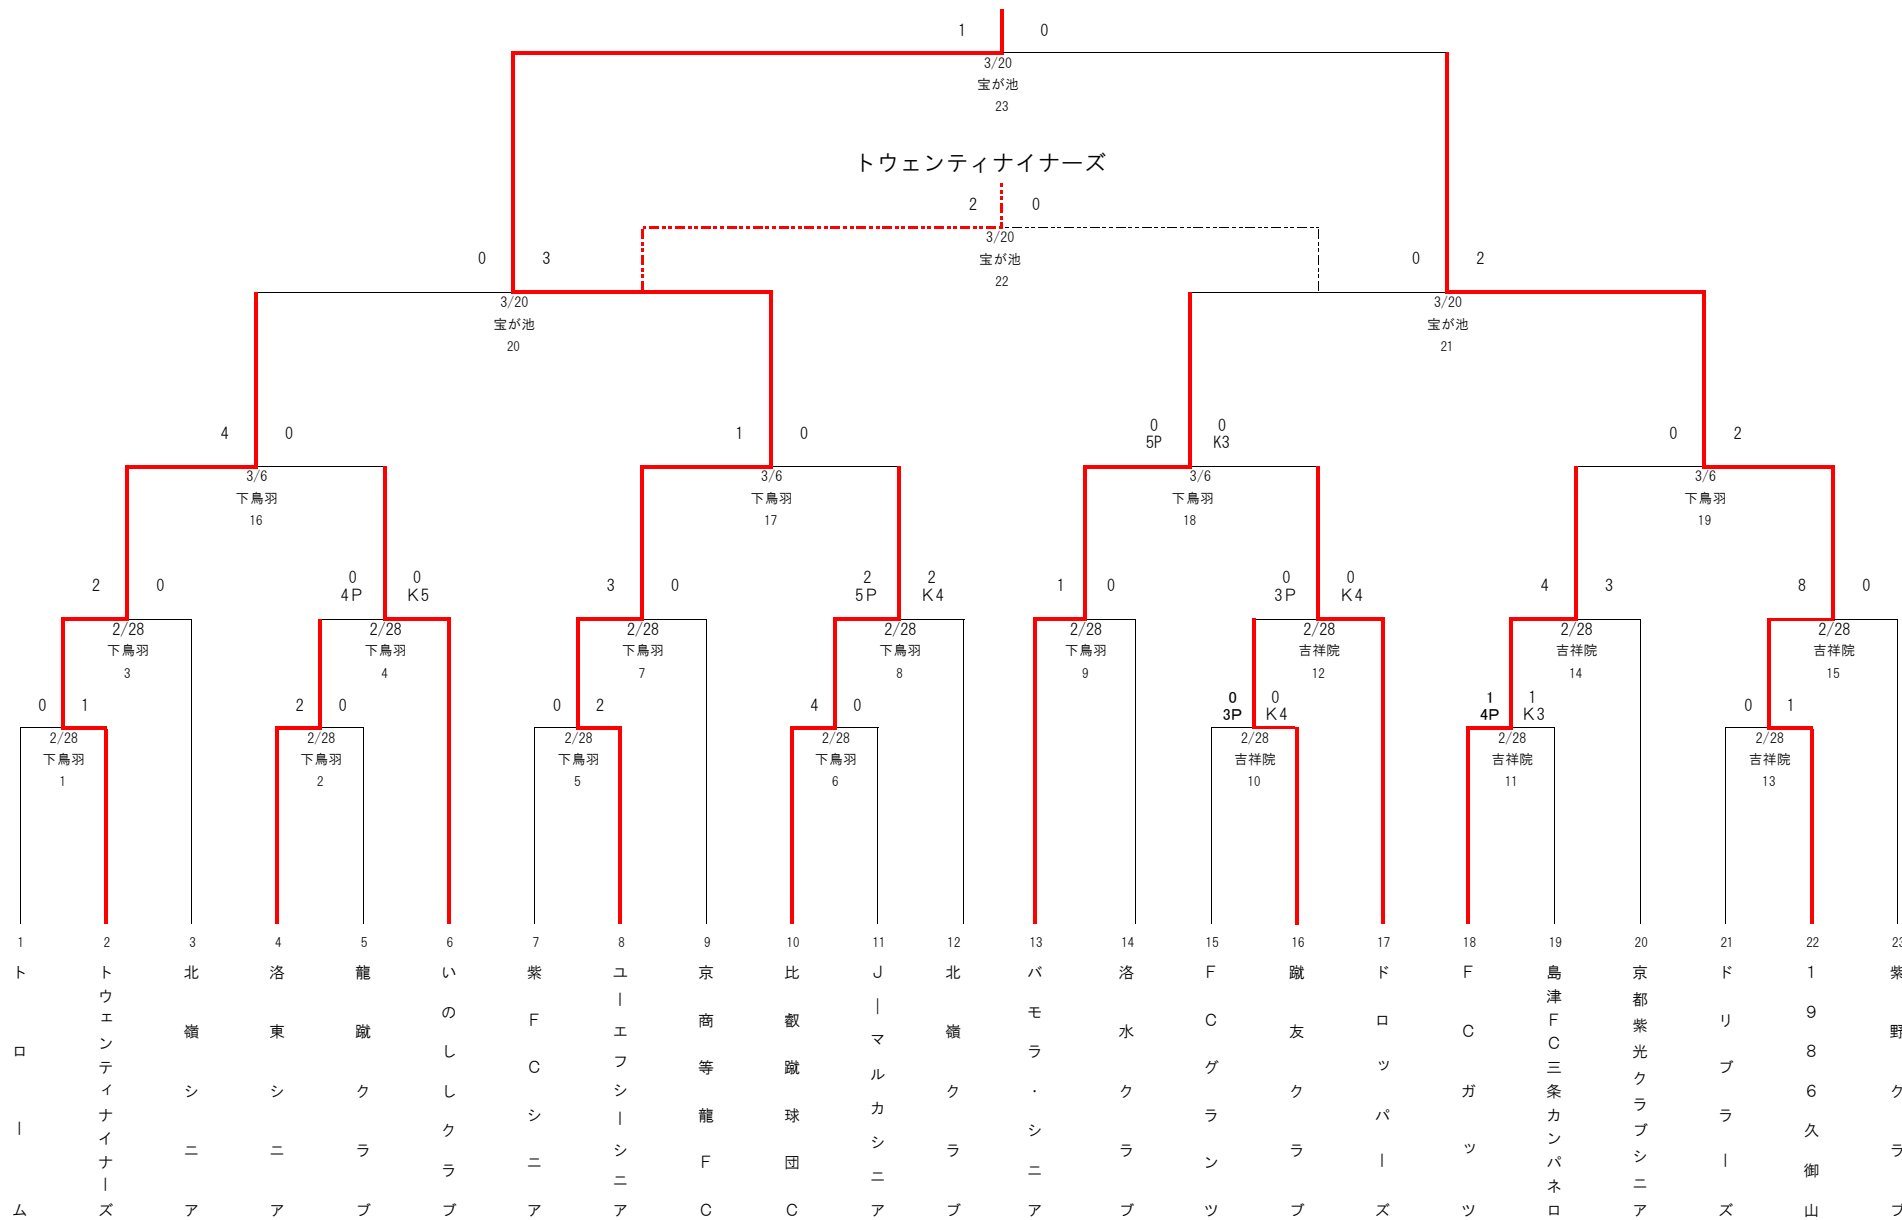 1 0
3/20
宝が池
23
トウェンティナイナーズ
2 0
3/20
宝が池
22
0 3 0 2
3/20 3/20
宝が池 宝が池
20 21
4 0 1 0 0 0 0 2
5P K3
3/6 3/6 3/6 3/6
下鳥羽 下鳥羽 下鳥羽 下鳥羽
16 17 18 19
2 0 0 0 3 0 2 2 1 0 0 0 4 3 8 0
4P K5 5P K4 3P K4
2/28 2/28 2/28 2/28 2/28 2/28 2/28 2/28
下鳥羽 下鳥羽 下鳥羽 下鳥羽 下鳥羽 吉祥院 吉祥院 吉祥院
3 4 7 8 9 12 14 15
0 1 2 0 0 2 4 0 0 0 1 1 0 1
3P K4 4P K3
2/28 2/28 2/28 2/28 2/28 2/28 2/28
下鳥羽 下鳥羽 下鳥羽 下鳥羽 吉祥院 吉祥院 吉祥院
1 2 5 6 10 11 13
1 2 3 4 5 6 7 8 9 10 11 12 13 14 15 16 17 18 19 20 21 22 23
トローム
トウェンティナイナーズ
北嶺シニア
洛東シニア
龍蹴クラブ
いのししクラブ
紫FCシニア
ユーエフシーシニア
京商等龍FC
比叡蹴球団C
J―マルカシニア
北嶺クラブ
バモラ・シニア
洛水クラブ
FCグランツ
蹴友クラブ
ドロッパーズ
FCガッツ
島津FC三条カンパネロ
京都紫光クラブシニア
ドリブラーズ
1986久御山
紫野クラブ